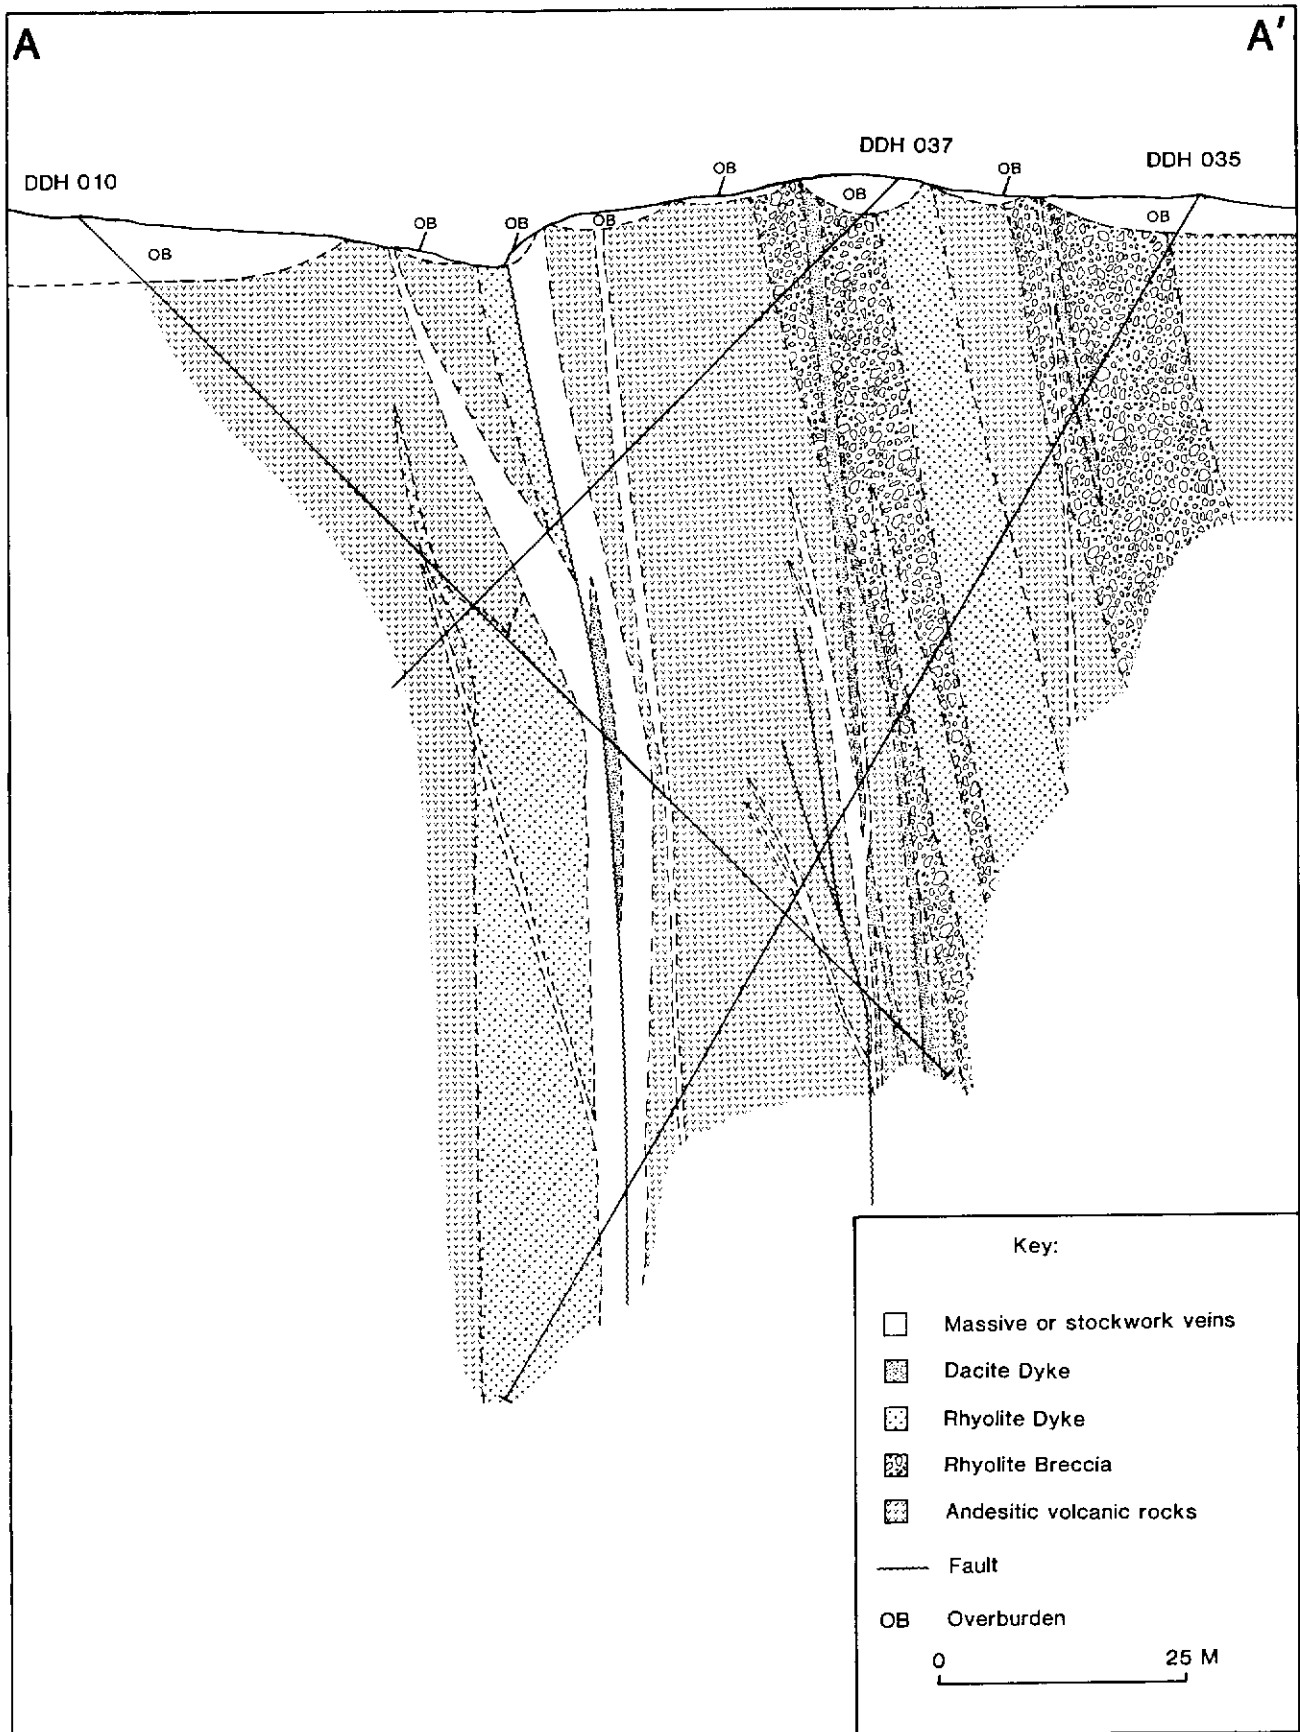 A
A'
DDH 037
DDH 035
DDH 010
OB
OB
OB
OB
OB
OB
OB
OB
Key:
Massive or stockwork veins
Dacite Dyke
Rhyolite Dyke
Rhyolite Breccia
Andesitic volcanic rocks
Fault
OB Overburden
0 25 M